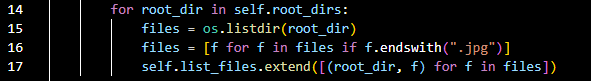 14 for root_dir in self.root_dirs:
15 files = os.listdir(root_dir)
16 files = [f for f in files if f.endswith(".jpg")]
17 self.list_files.extend([(root_dir, f) for f in files])